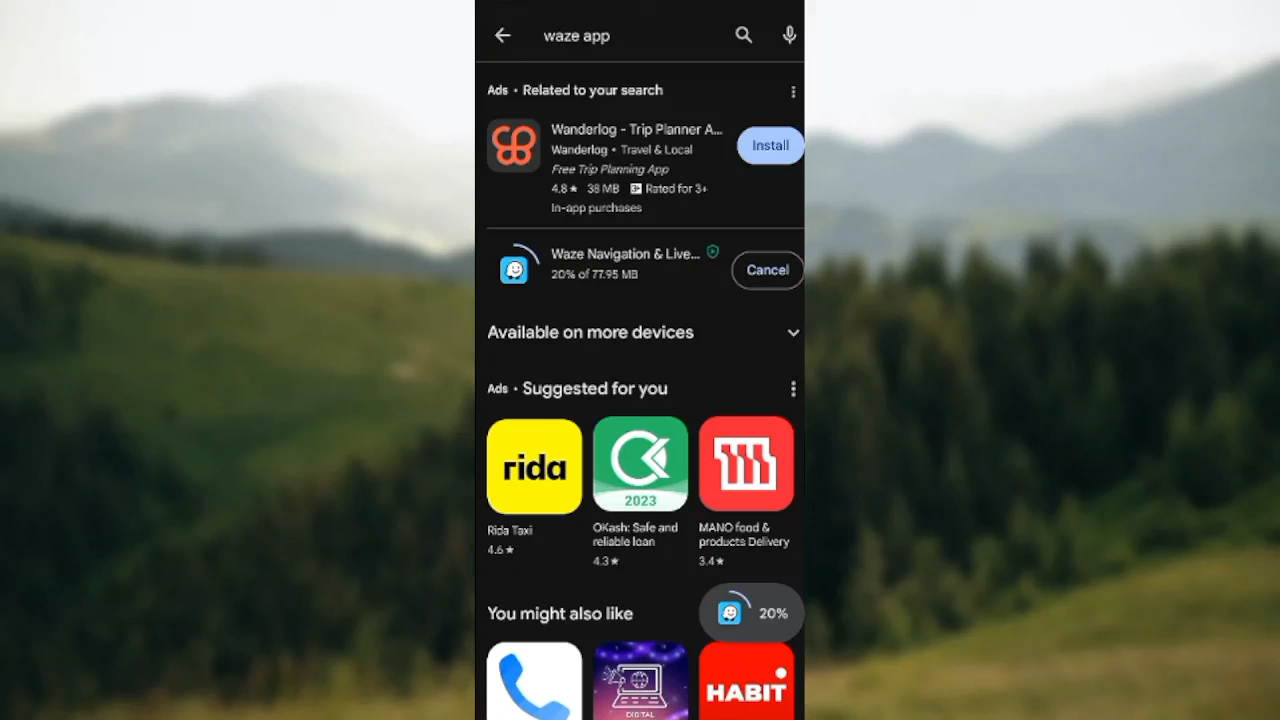 waze app
Ads • Related to your search
Wanderlog - Trip Planner A...
Wanderlog • Travel & Local
Free Trip Planning App
4.8★ 38 MB 3+ Rated for 3+
In-app purchases
Install
Waze Navigation & Live...
20% of 77.95 MB
Cancel
Available on more devices
Ads • Suggested for you
rida
2023
Rida Taxi
4.6★
OKash: Safe and
reliable loan
4.3★
MANO food &
products Delivery
3.4★
You might also like
20%
DIGITAL
HABIT